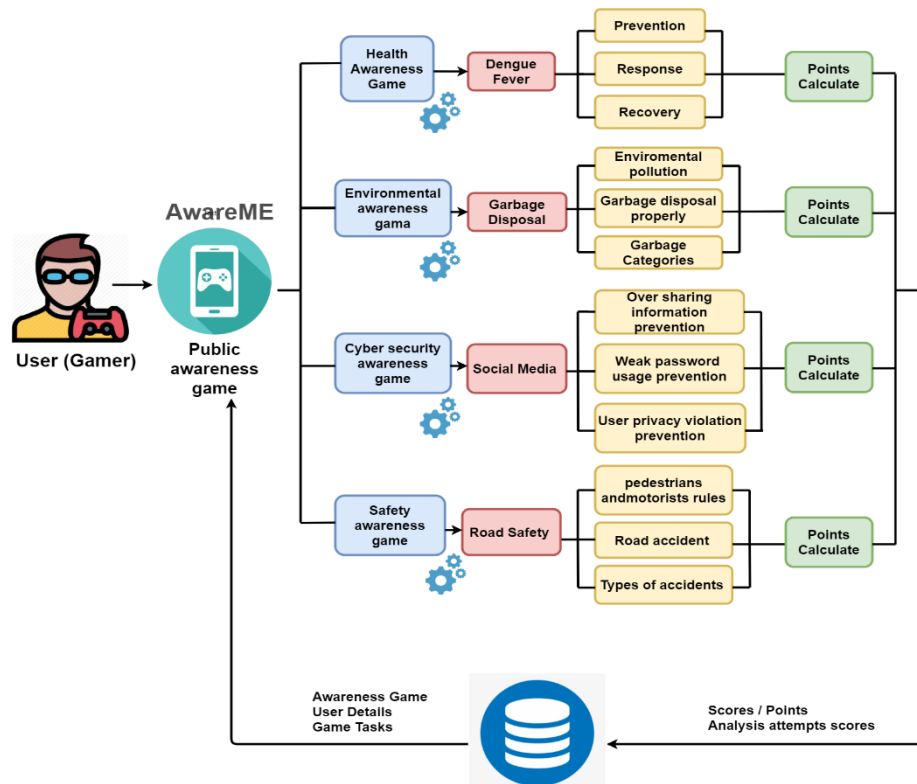 AwareME
User (Gamer)
Public
awareness
game
Health
Awareness
Game
Dengue
Fever
Prevention
Response
Recovery
Points
Calculate
Environmental
awareness
gama
Garbage
Disposal
Enviromental
pollution
Garbage disposal
properly
Garbage
Categories
Points
Calculate
Cyber security
awareness
game
Social Media
Over sharing
information
prevention
Weak password
usage prevention
User privacy violation
prevention
Points
Calculate
Safety
awareness
game
Road Safety
pedestrians
andmotorists rules
Road accident
Types of accidents
Points
Calculate
Awareness Game
User Details
Game Tasks
Scores / Points
Analysis attempts scores